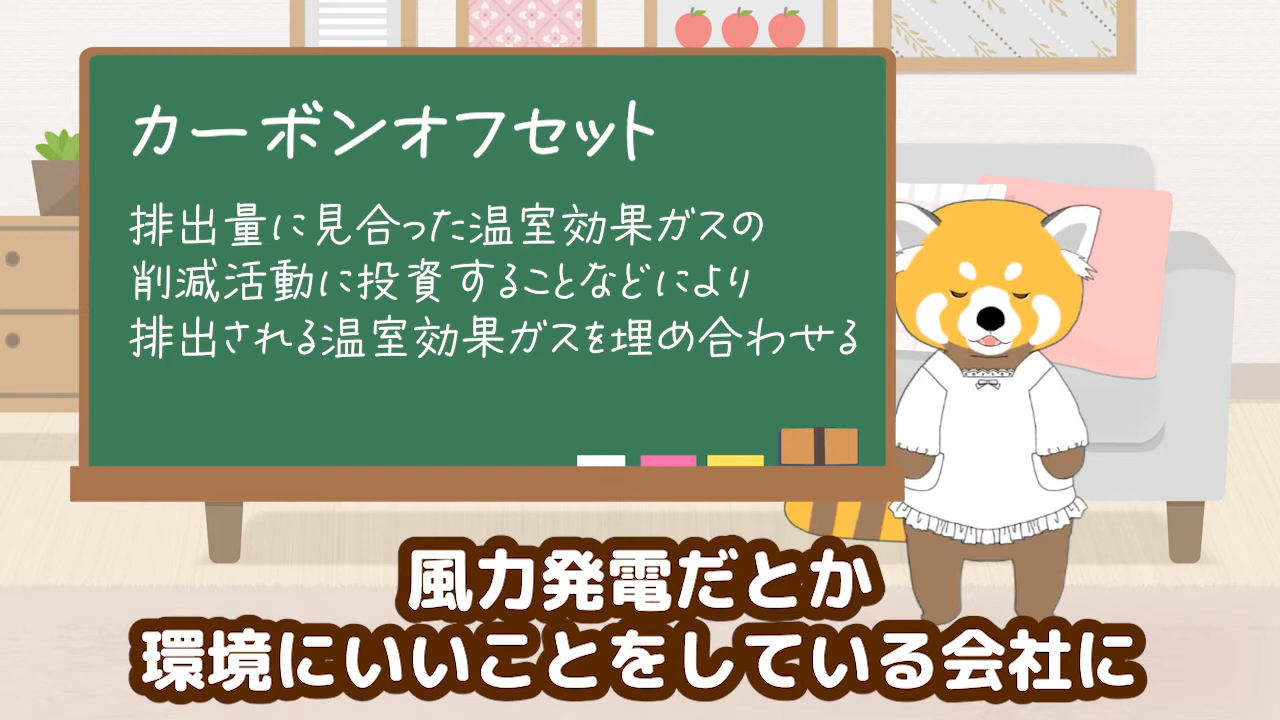 カーボンオフセット
排出量に見合った温室効果ガスの
削減活動に投資することなどにより
排出される温室効果ガスを埋め合わせる
風力発電だとか
環境にいいことをしている会社に